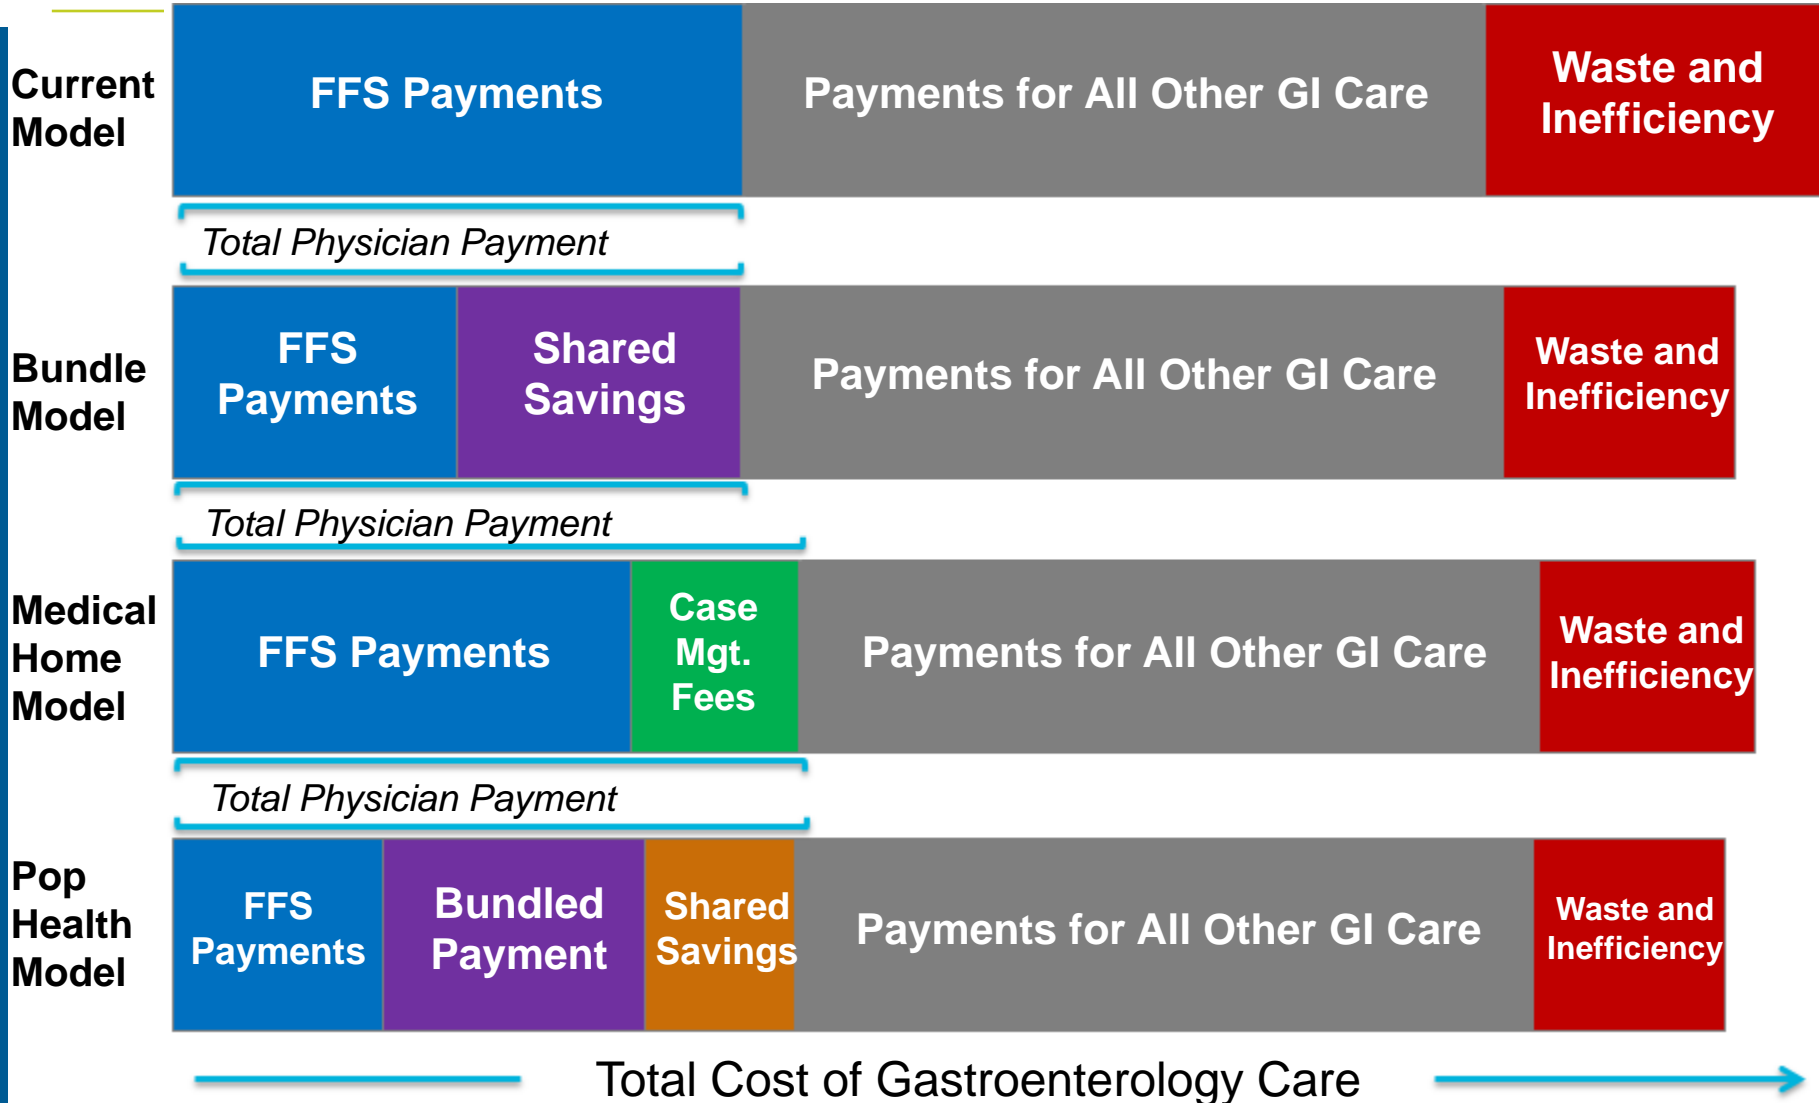 Current
Model
FFS Payments
Payments for All Other GI Care
Waste and
Inefficiency
Total Physician Payment
Bundle
Model
FFS
Payments
Shared
Savings
Payments for All Other GI Care
Waste and
Inefficiency
Total Physician Payment
Medical
Home
Model
FFS Payments
Case
Mgt.
Fees
Payments for All Other GI Care
Waste and
Inefficiency
Total Physician Payment
Pop
Health
Model
FFS
Payments
Bundled
Payment
Shared
Savings
Payments for All Other GI Care
Waste and
Inefficiency
Total Cost of Gastroenterology Care